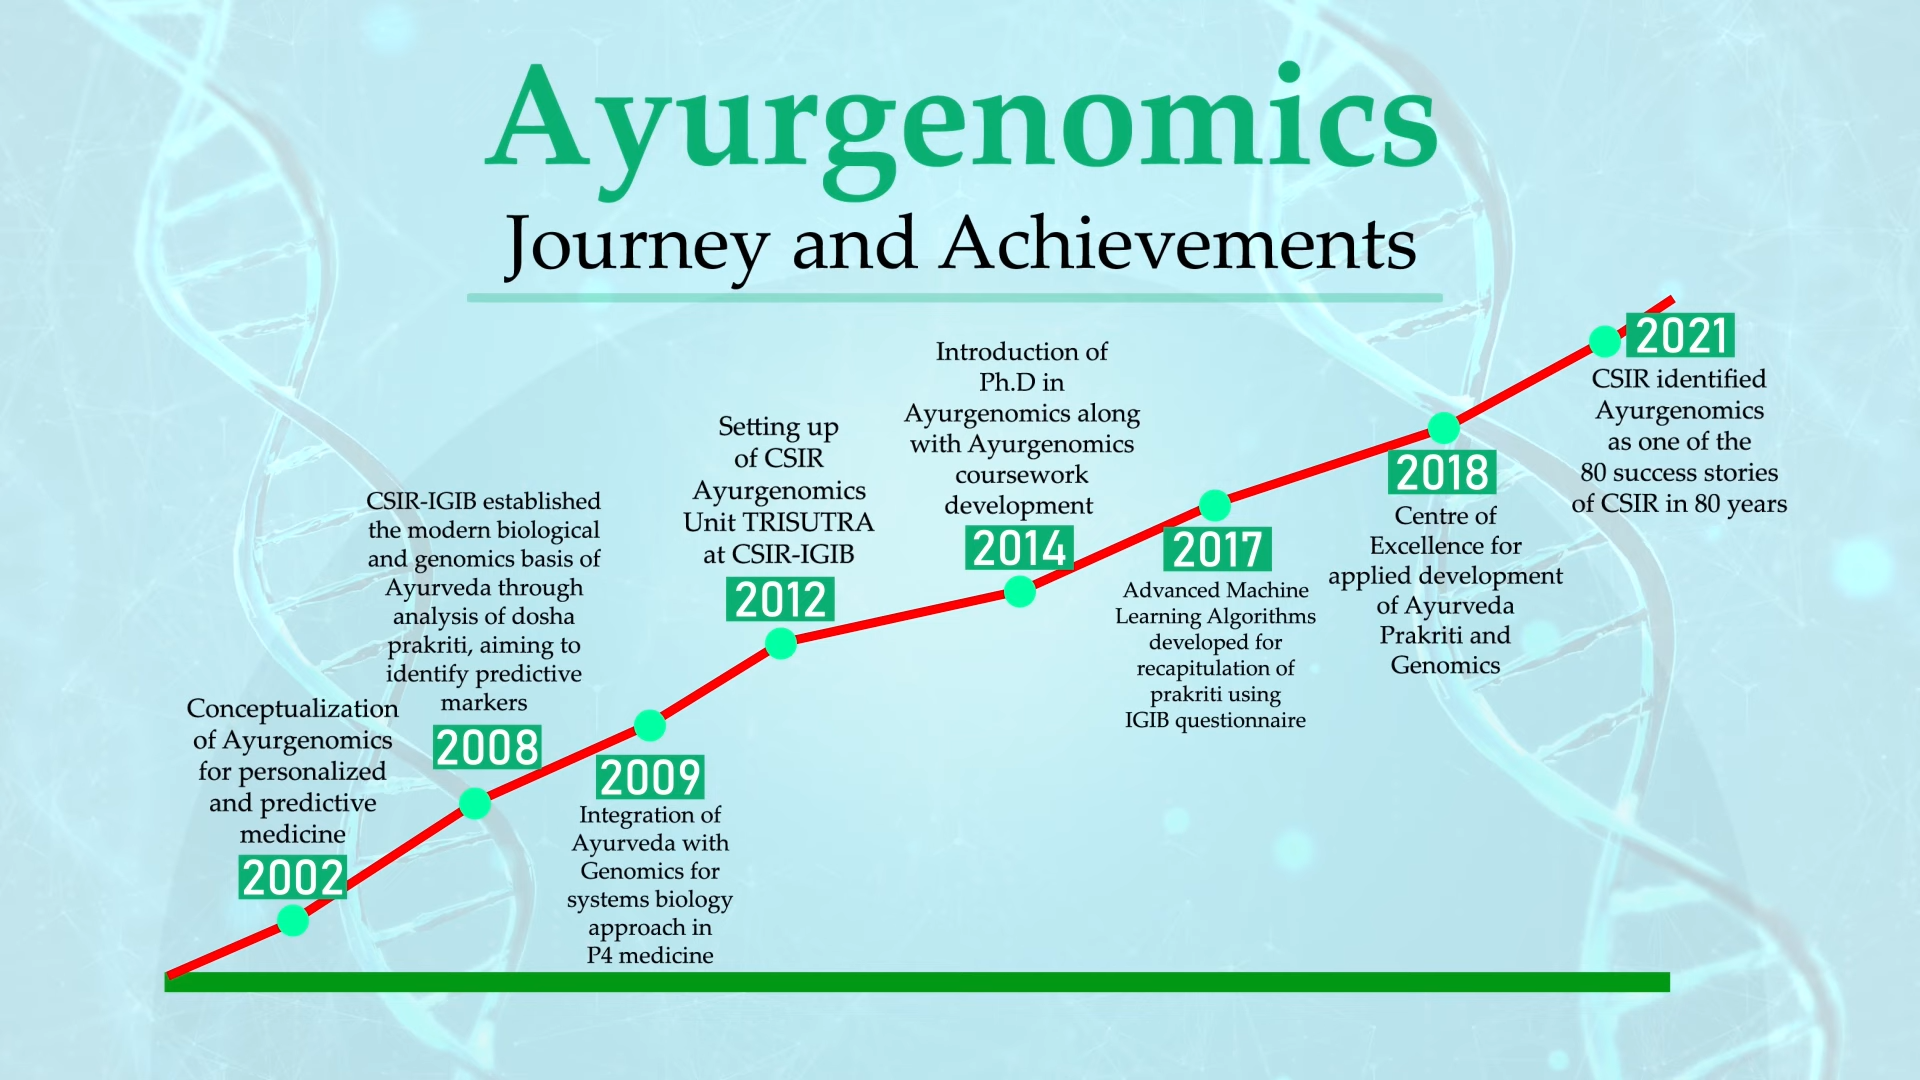 Ayurgenomics
Journey and Achievements
Conceptualization
of Ayurgenomics
for personalized
and predictive
medicine
2002
CSIR-IGIB established
the modern biological
and genomics basis of
Ayurveda through
analysis of dosha
prakriti, aiming to
identify predictive
markers
2008
2009
Integration of
Ayurveda with
Genomics for
systems biology
approach in
P4 medicine
Setting up
of CSIR
Ayurgenomics
Unit TRISUTRA
at CSIR-IGIB
2012
Introduction of
Ph.D in
Ayurgenomics along
with Ayurgenomics
coursework
development
2014
2017
Advanced Machine
Learning Algorithms
developed for
recapitulation of
prakriti using
IGIB questionnaire
2018
Centre of
Excellence for
applied development
of Ayurveda
Prakriti and
Genomics
2021
CSIR identified
Ayurgenomics
as one of the
80 success stories
of CSIR in 80 years